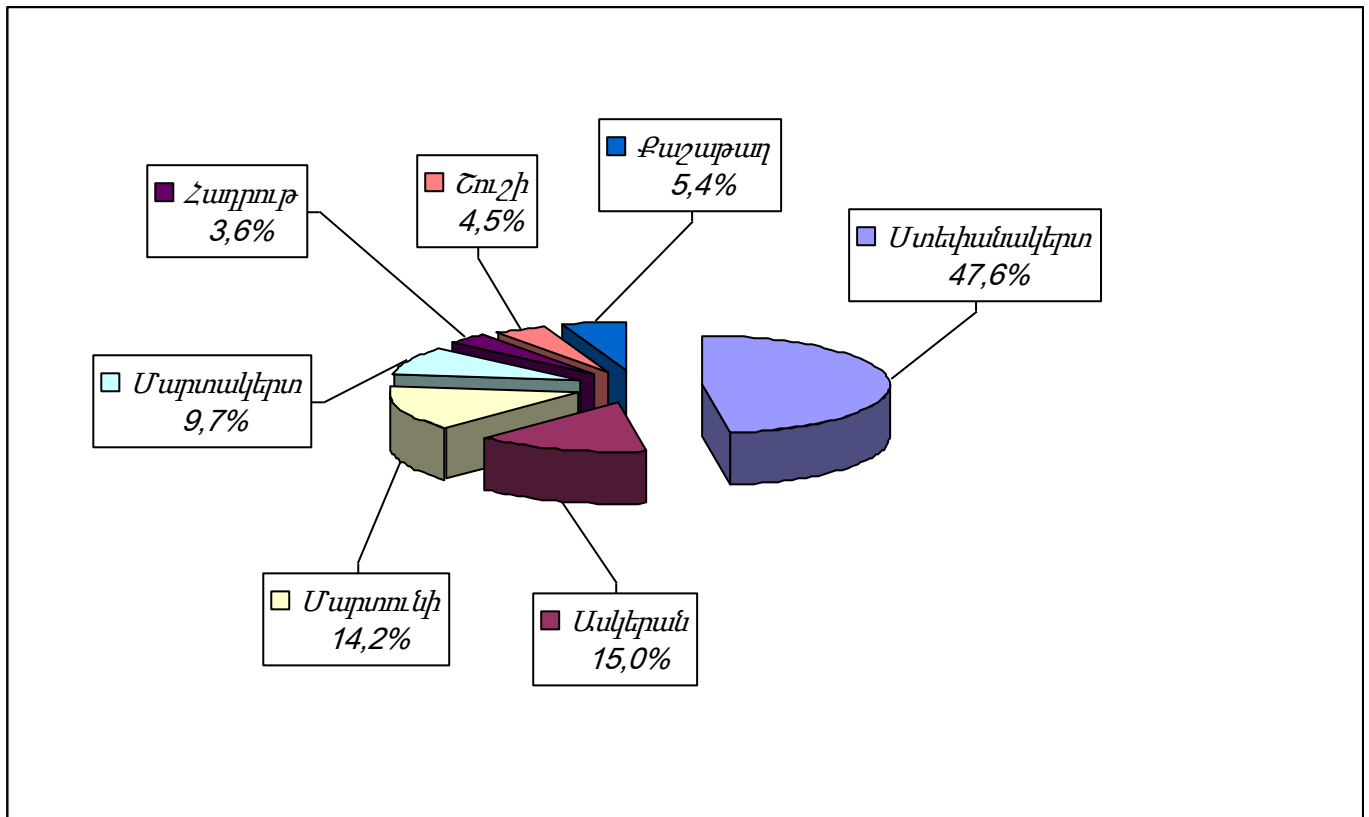 Քաշաթաղ
5,4%
Շուշի
4,5%
Հադրութ
3,6%
Ստեփանակերտ
47,6%
Մարտակերտ
9,7%
Մարտունի
14,2%
Ասկերան
15,0%